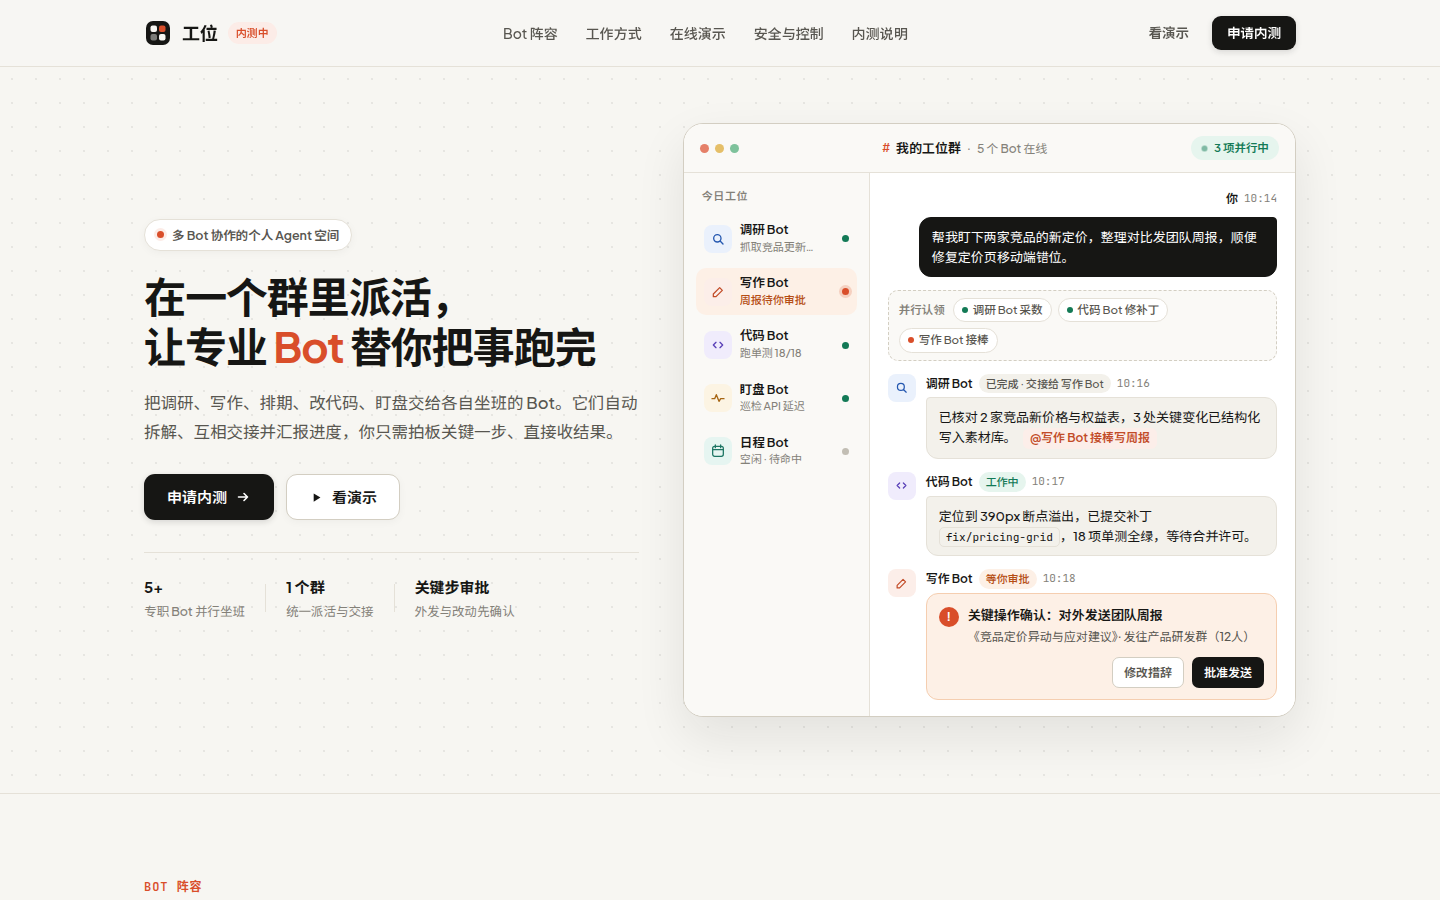 工位 内测中
Bot 阵容 工作方式 在线演示 安全与控制 内测说明
看演示 申请内测
多 Bot 协作的个人 Agent 空间
在一个群里派活，
让专业 Bot 替你把事跑完
把调研、写作、排期、改代码、盯盘交给各自坐班的 Bot。它们自动
拆解、互相交接并汇报进度，你只需拍板关键一步、直接收结果。
申请内测 →
看演示
5+
专职 Bot 并行坐班
1 个群
统一派活与交接
关键步审批
外发与改动先确认
# 我的工位群 · 5 个 Bot 在线
3 项并行中
今日工位
调研 Bot
抓取竞品更新...
写作 Bot
周报待你审批
代码 Bot
跑单测 18/18
盯盘 Bot
巡检 API 延迟
日程 Bot
空闲 · 待命中
你 10:14
帮我盯下两家竞品的新定价，整理对比发团队周报，顺便
修复定价页移动端错位。
并行认领 调研 Bot 采数 代码 Bot 修补丁
写作 Bot 接棒
调研 Bot 已完成 · 交接给 写作 Bot 10:16
已核对 2 家竞品新价格与权益表，3 处关键变化已结构化
写入素材库。 @写作 Bot 接棒写周报
代码 Bot 工作中 10:17
定位到 390px 断点溢出，已提交补丁
fix/pricing-grid，18 项单测全绿，等待合并许可。
写作 Bot 等你审批 10:18
! 关键操作确认：对外发送团队周报
《竞品定价异动与应对建议》· 发往产品研发群（12人）
修改措辞 批准发送
BOT 阵容